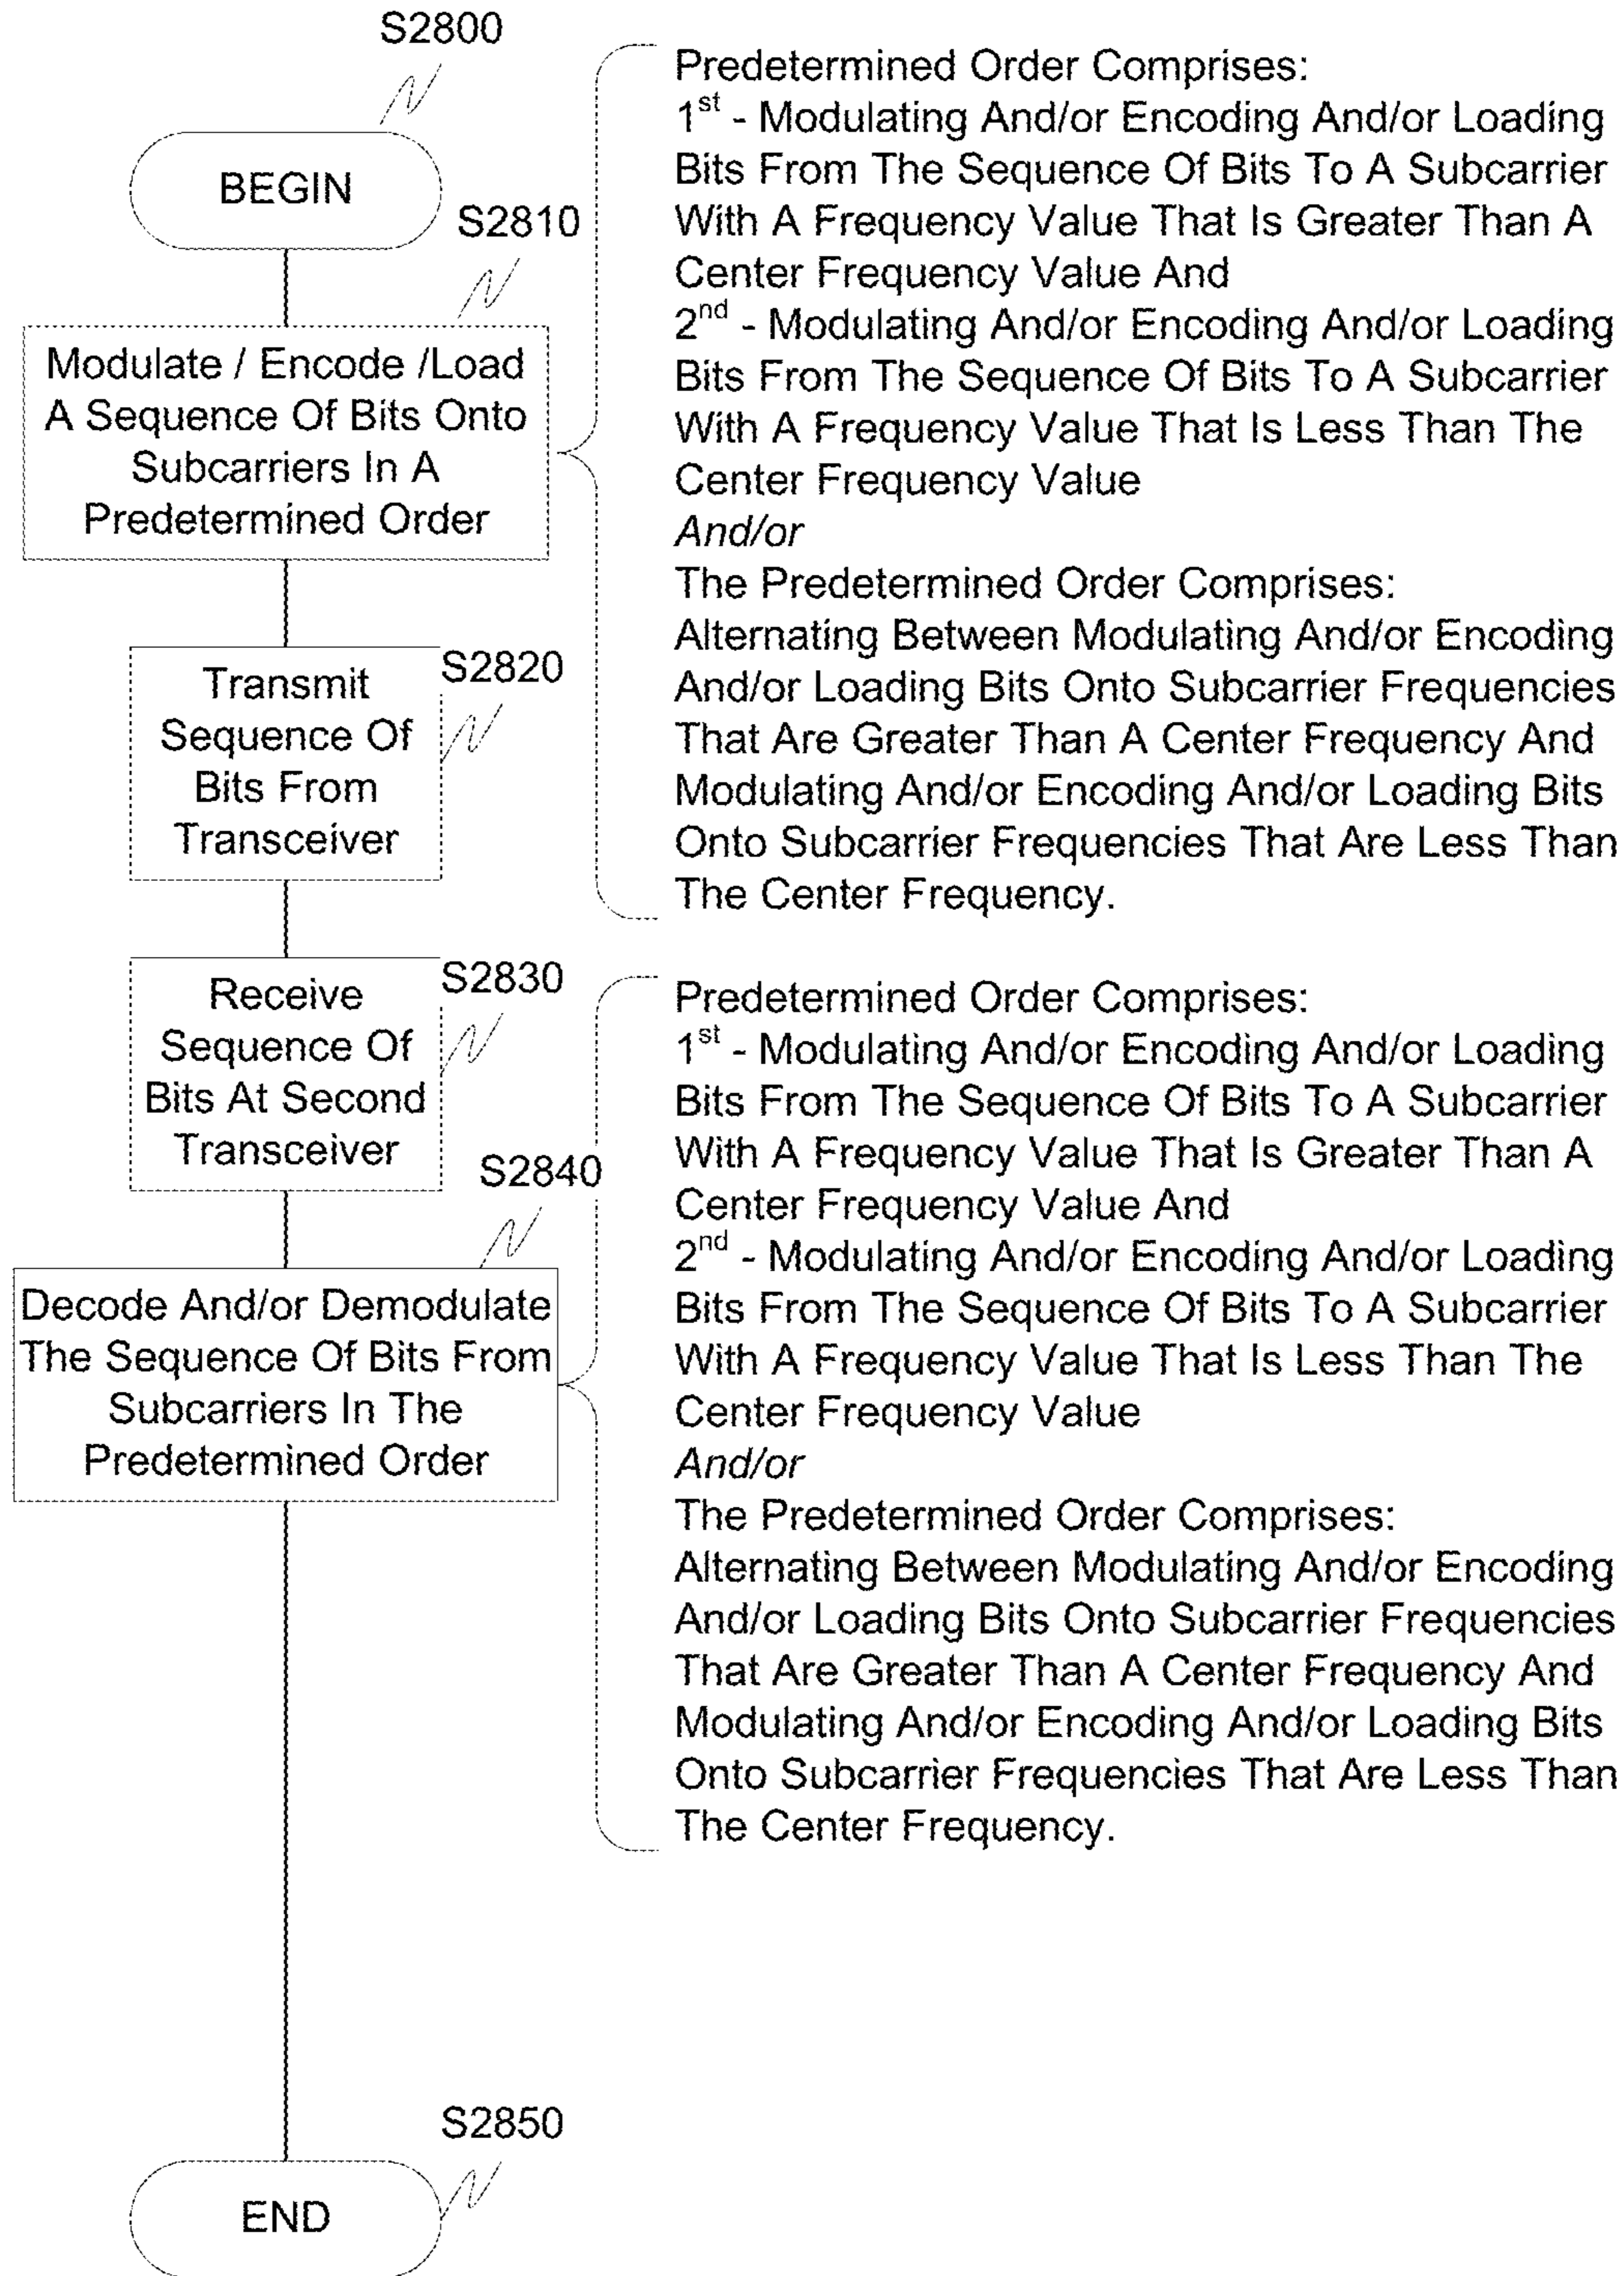 S2800
BEGIN
S2810
Modulate / Encode /Load
A Sequence Of Bits Onto
Subcarriers In A
Predetermined Order
Predetermined Order Comprises:
1st - Modulating And/or Encoding And/or Loading
Bits From The Sequence Of Bits To A Subcarrier
With A Frequency Value That Is Greater Than A
Center Frequency Value And
2nd - Modulating And/or Encoding And/or Loading
Bits From The Sequence Of Bits To A Subcarrier
With A Frequency Value That Is Less Than The
Center Frequency Value
And/or
The Predetermined Order Comprises:
Alternating Between Modulating And/or Encoding
And/or Loading Bits Onto Subcarrier Frequencies
That Are Greater Than A Center Frequency And
Modulating And/or Encoding And/or Loading Bits
Onto Subcarrier Frequencies That Are Less Than
The Center Frequency.
S2820
Transmit
Sequence Of
Bits From
Transceiver
S2830
Receive
Sequence Of
Bits At Second
Transceiver
S2840
Decode And/or Demodulate
The Sequence Of Bits From
Subcarriers In The
Predetermined Order
Predetermined Order Comprises:
1st - Modulating And/or Encoding And/or Loading
Bits From The Sequence Of Bits To A Subcarrier
With A Frequency Value That Is Greater Than A
Center Frequency Value And
2nd - Modulating And/or Encoding And/or Loading
Bits From The Sequence Of Bits To A Subcarrier
With A Frequency Value That Is Less Than The
Center Frequency Value
And/or
The Predetermined Order Comprises:
Alternating Between Modulating And/or Encoding
And/or Loading Bits Onto Subcarrier Frequencies
That Are Greater Than A Center Frequency And
Modulating And/or Encoding And/or Loading Bits
Onto Subcarrier Frequencies That Are Less Than
The Center Frequency.
S2850
END